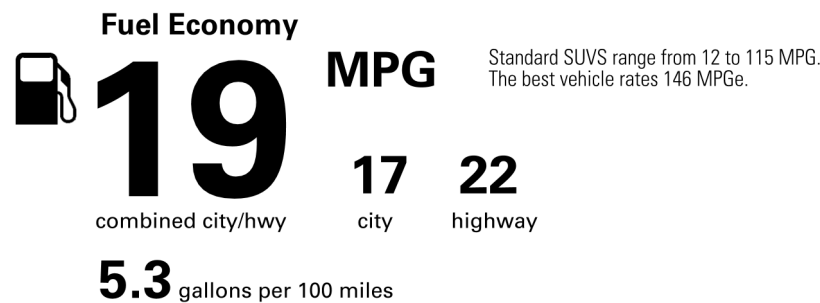 Fuel Economy
19
MPG
Standard SUVS range from 12 to 115 MPG.
The best vehicle rates 146 MPGe.
17 22
combined city/hwy city highway
5.3 gallons per 100 miles